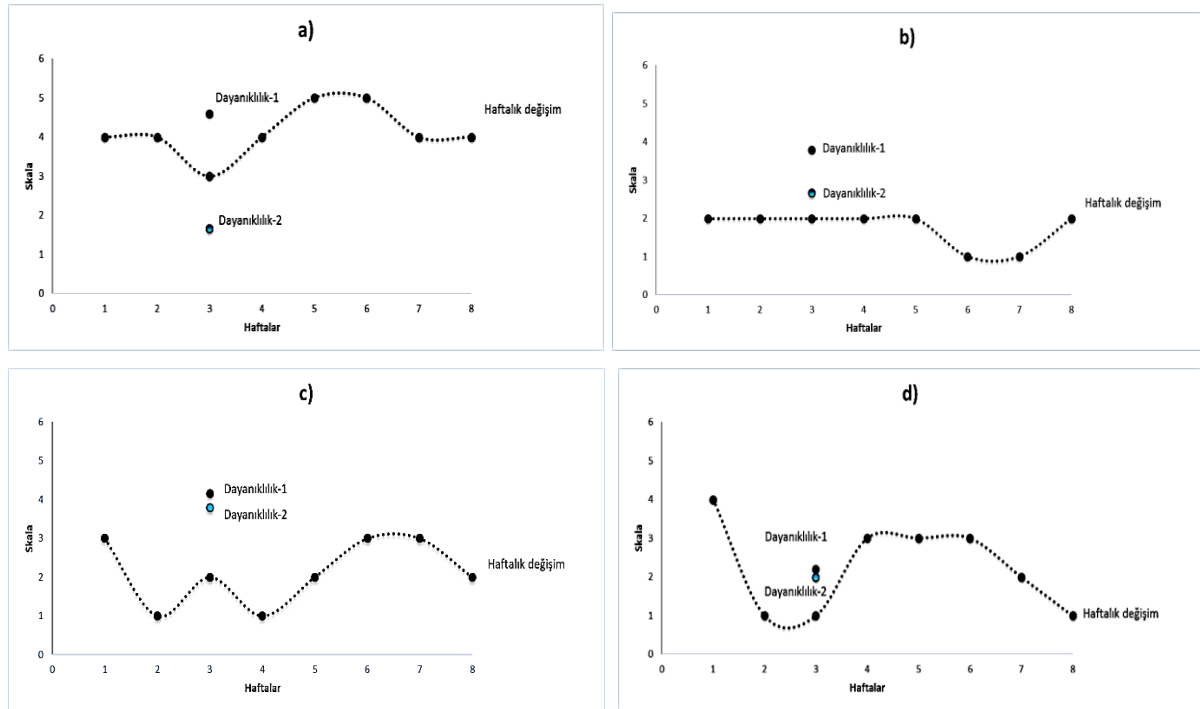 a)
6
5
4
3
2
1
0
Skala
Dayanıklılık-1
Dayanıklılık-2
Haftalık değişim
0 1 2 3 4 5 6 7 8
Haftalar
b)
6
5
4
3
2
1
0
Skala
Dayanıklılık-1
Dayanıklılık-2
Haftalık değişim
0 1 2 3 4 5 6 7 8
Haftalar
c)
6
5
4
3
2
1
0
Skala
Dayanıklılık-1
Dayanıklılık-2
Haftalık değişim
0 1 2 3 4 5 6 7 8
Haftalar
d)
6
5
4
3
2
1
0
Skala
Dayanıklılık-1
Dayanıklılık-2
Haftalık değişim
0 1 2 3 4 5 6 7 8
Haftalar